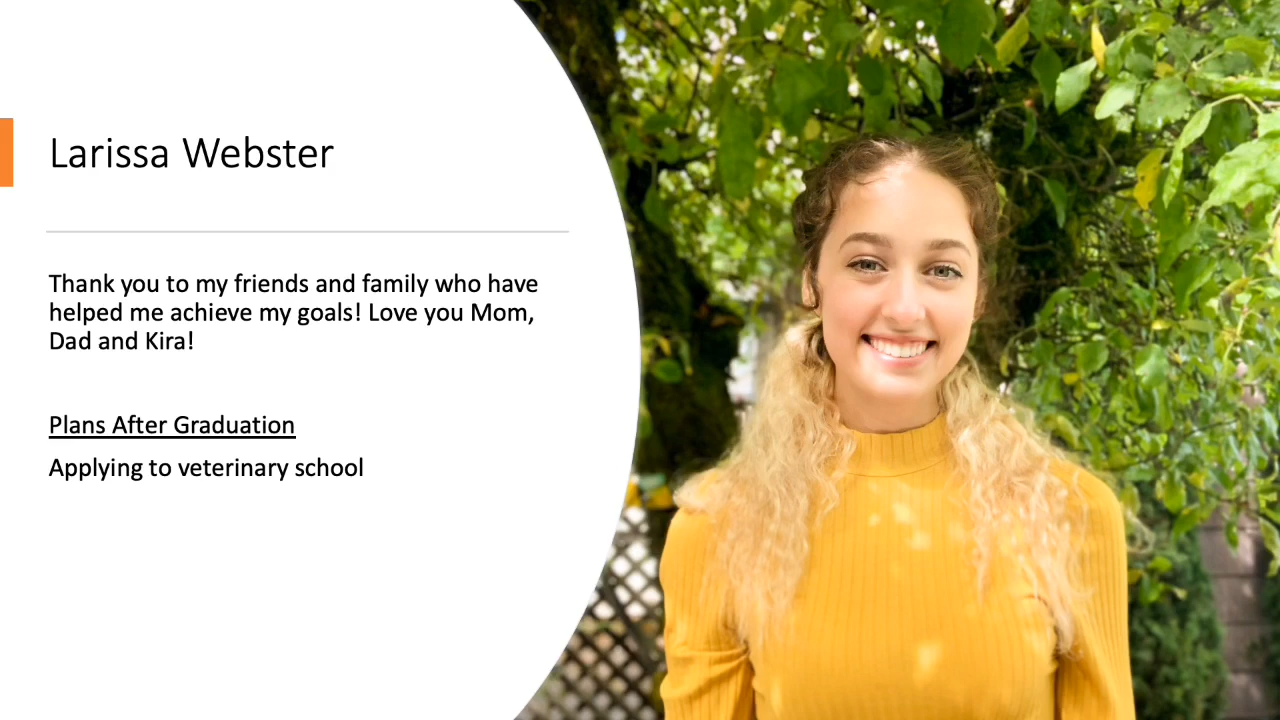 Larissa Webster
Thank you to my friends and family who have
helped me achieve my goals! Love you Mom,
Dad and Kira!
Plans After Graduation
Applying to veterinary school